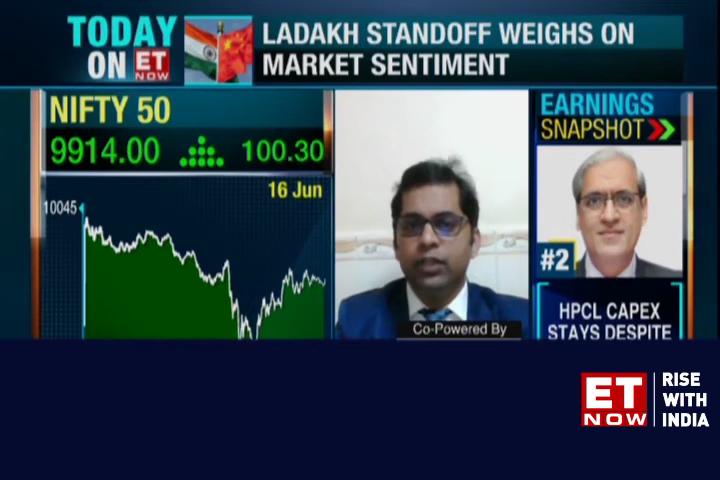 TODAY
ON ET
NOW
LADAKH STANDOFF WEIGHS ON
MARKET SENTIMENT
NIFTY 50
9914.00 100.30
16 Jun
10045
Co-Powered By
EARNINGS
SNAPSHOT
#2
HPCL CAPEX
STAYS DESPITE
ET
NOW
RISE
WITH
INDIA